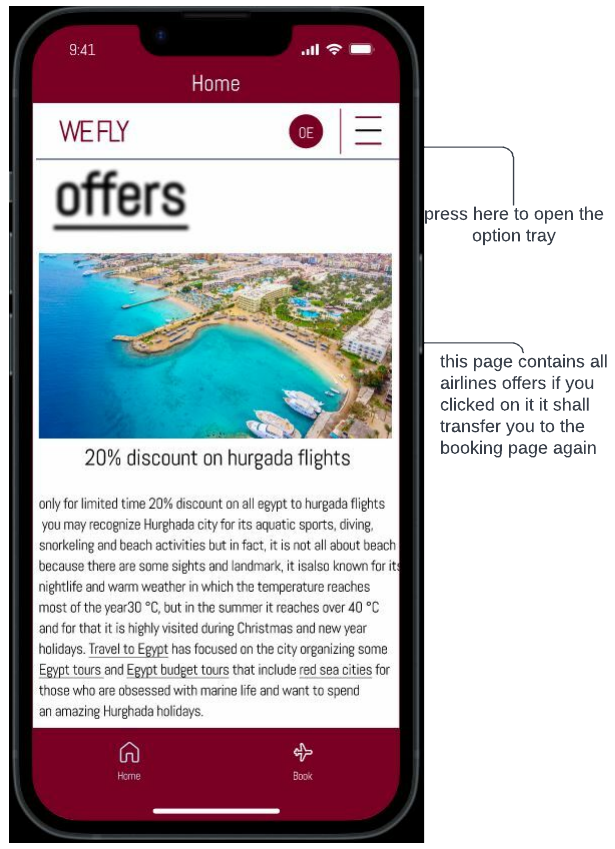 9:41
Home
WE FLY
OE
offers
press here to open the
option tray
this page contains all
airlines offers if you
clicked on it it shall
transfer you to the
booking page again
20% discount on hurgada flights
only for limited time 20% discount on all egypt to hurgada flights
you may recognize Hurghada city for its aquatic sports, diving,
snorkeling and beach activities but in fact, it is not all about beach
because there are some sights and landmark, it isalso known for its
nightlife and warm weather in which the temperature reaches
most of the year30 °C, but in the summer it reaches over 40 °C
and for that it is highly visited during Christmas and new year
holidays. Travel to Egypt has focused on the city organizing some
Egypt tours and Egypt budget tours that include red sea cities for
those who are obsessed with marine life and want to spend
an amazing Hurghada holidays.
Home
Book